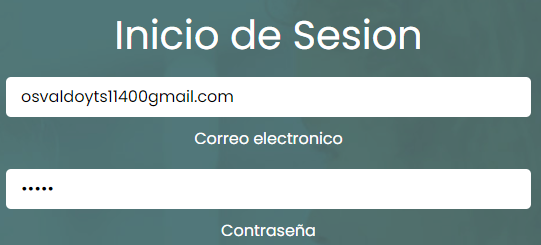 Inicio de Sesion
osvaldoyts11400gmail.com
Correo electronico
•••••
Contraseña